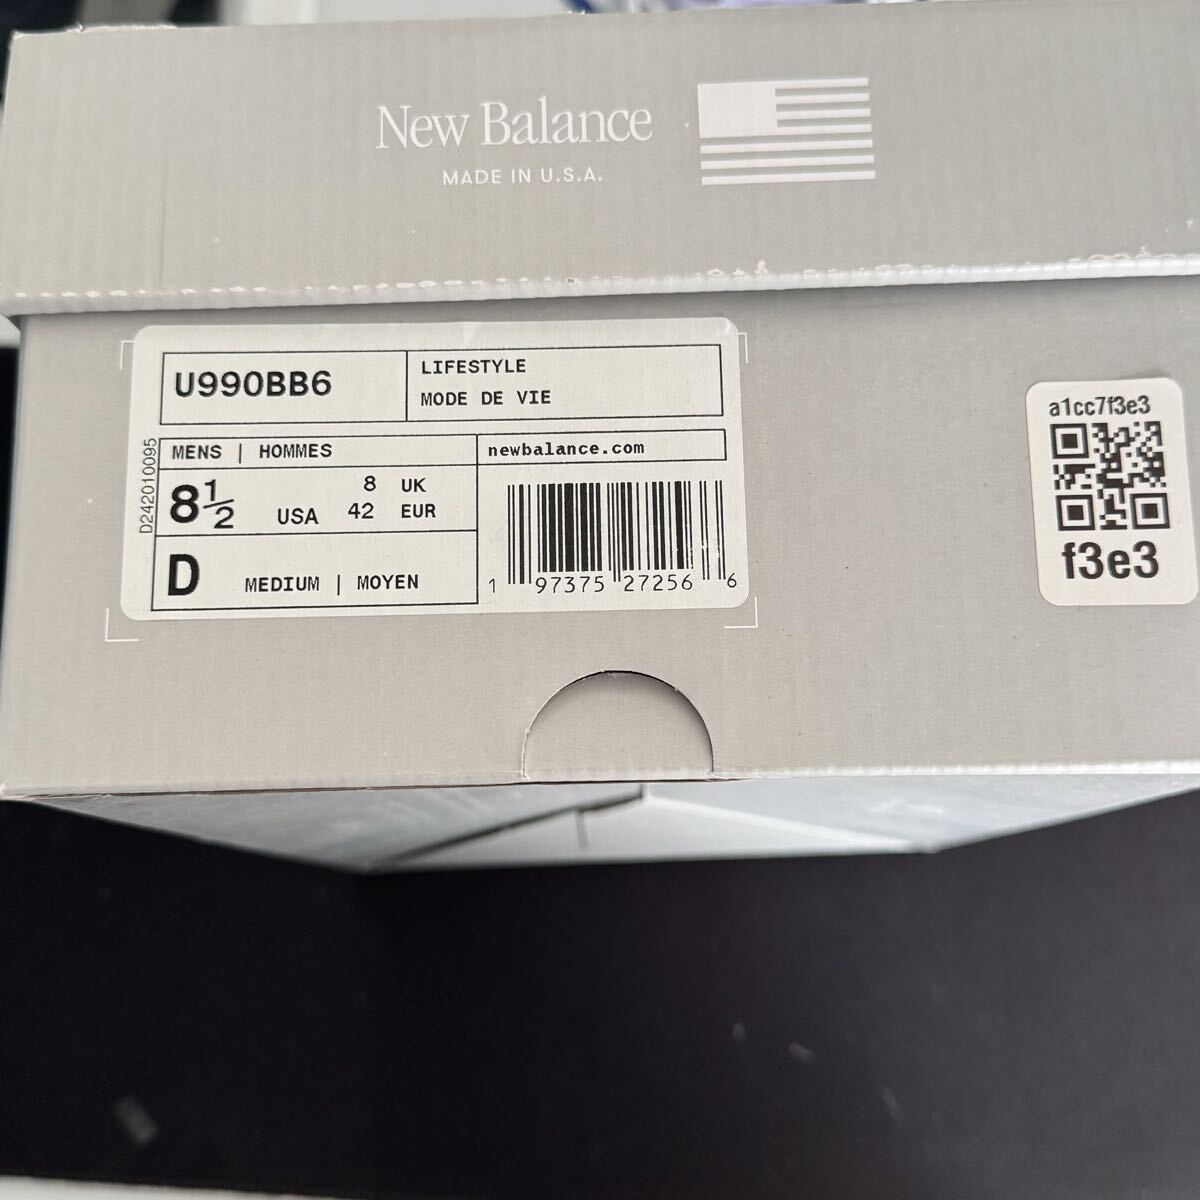 New Balance
MADE IN U.S.A.
U990BB6
LIFESTYLE
MODE DE VIE
D242010095
MENS | HOMMES
newbalance.com
8½ USA
8 UK
42 EUR
D MEDIUM | MOYEN
1 97375 27256 6
a1cc7f3e3
f3e3